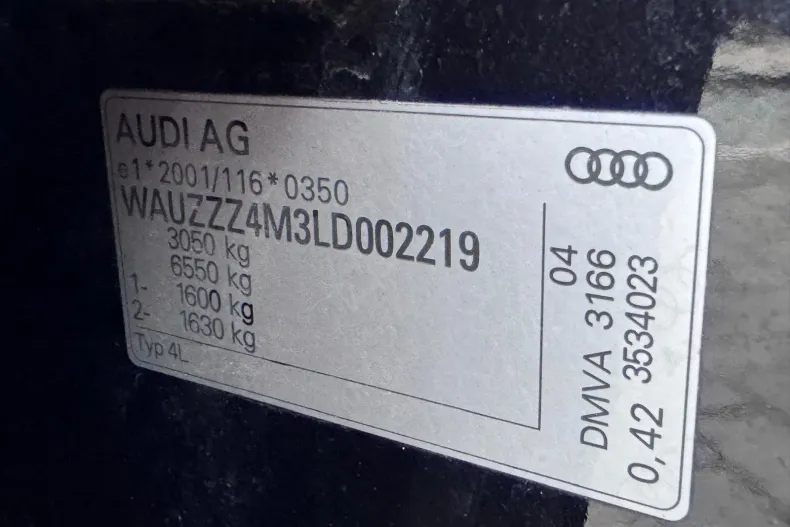 AUDI AG
e1*2001/116*0350
WAUZZZ4M3LD002219
3050 kg
6550 kg
1- 1600 kg
2- 1630 kg
Typ 4L
04
DMVA 3166
0,42 3534023